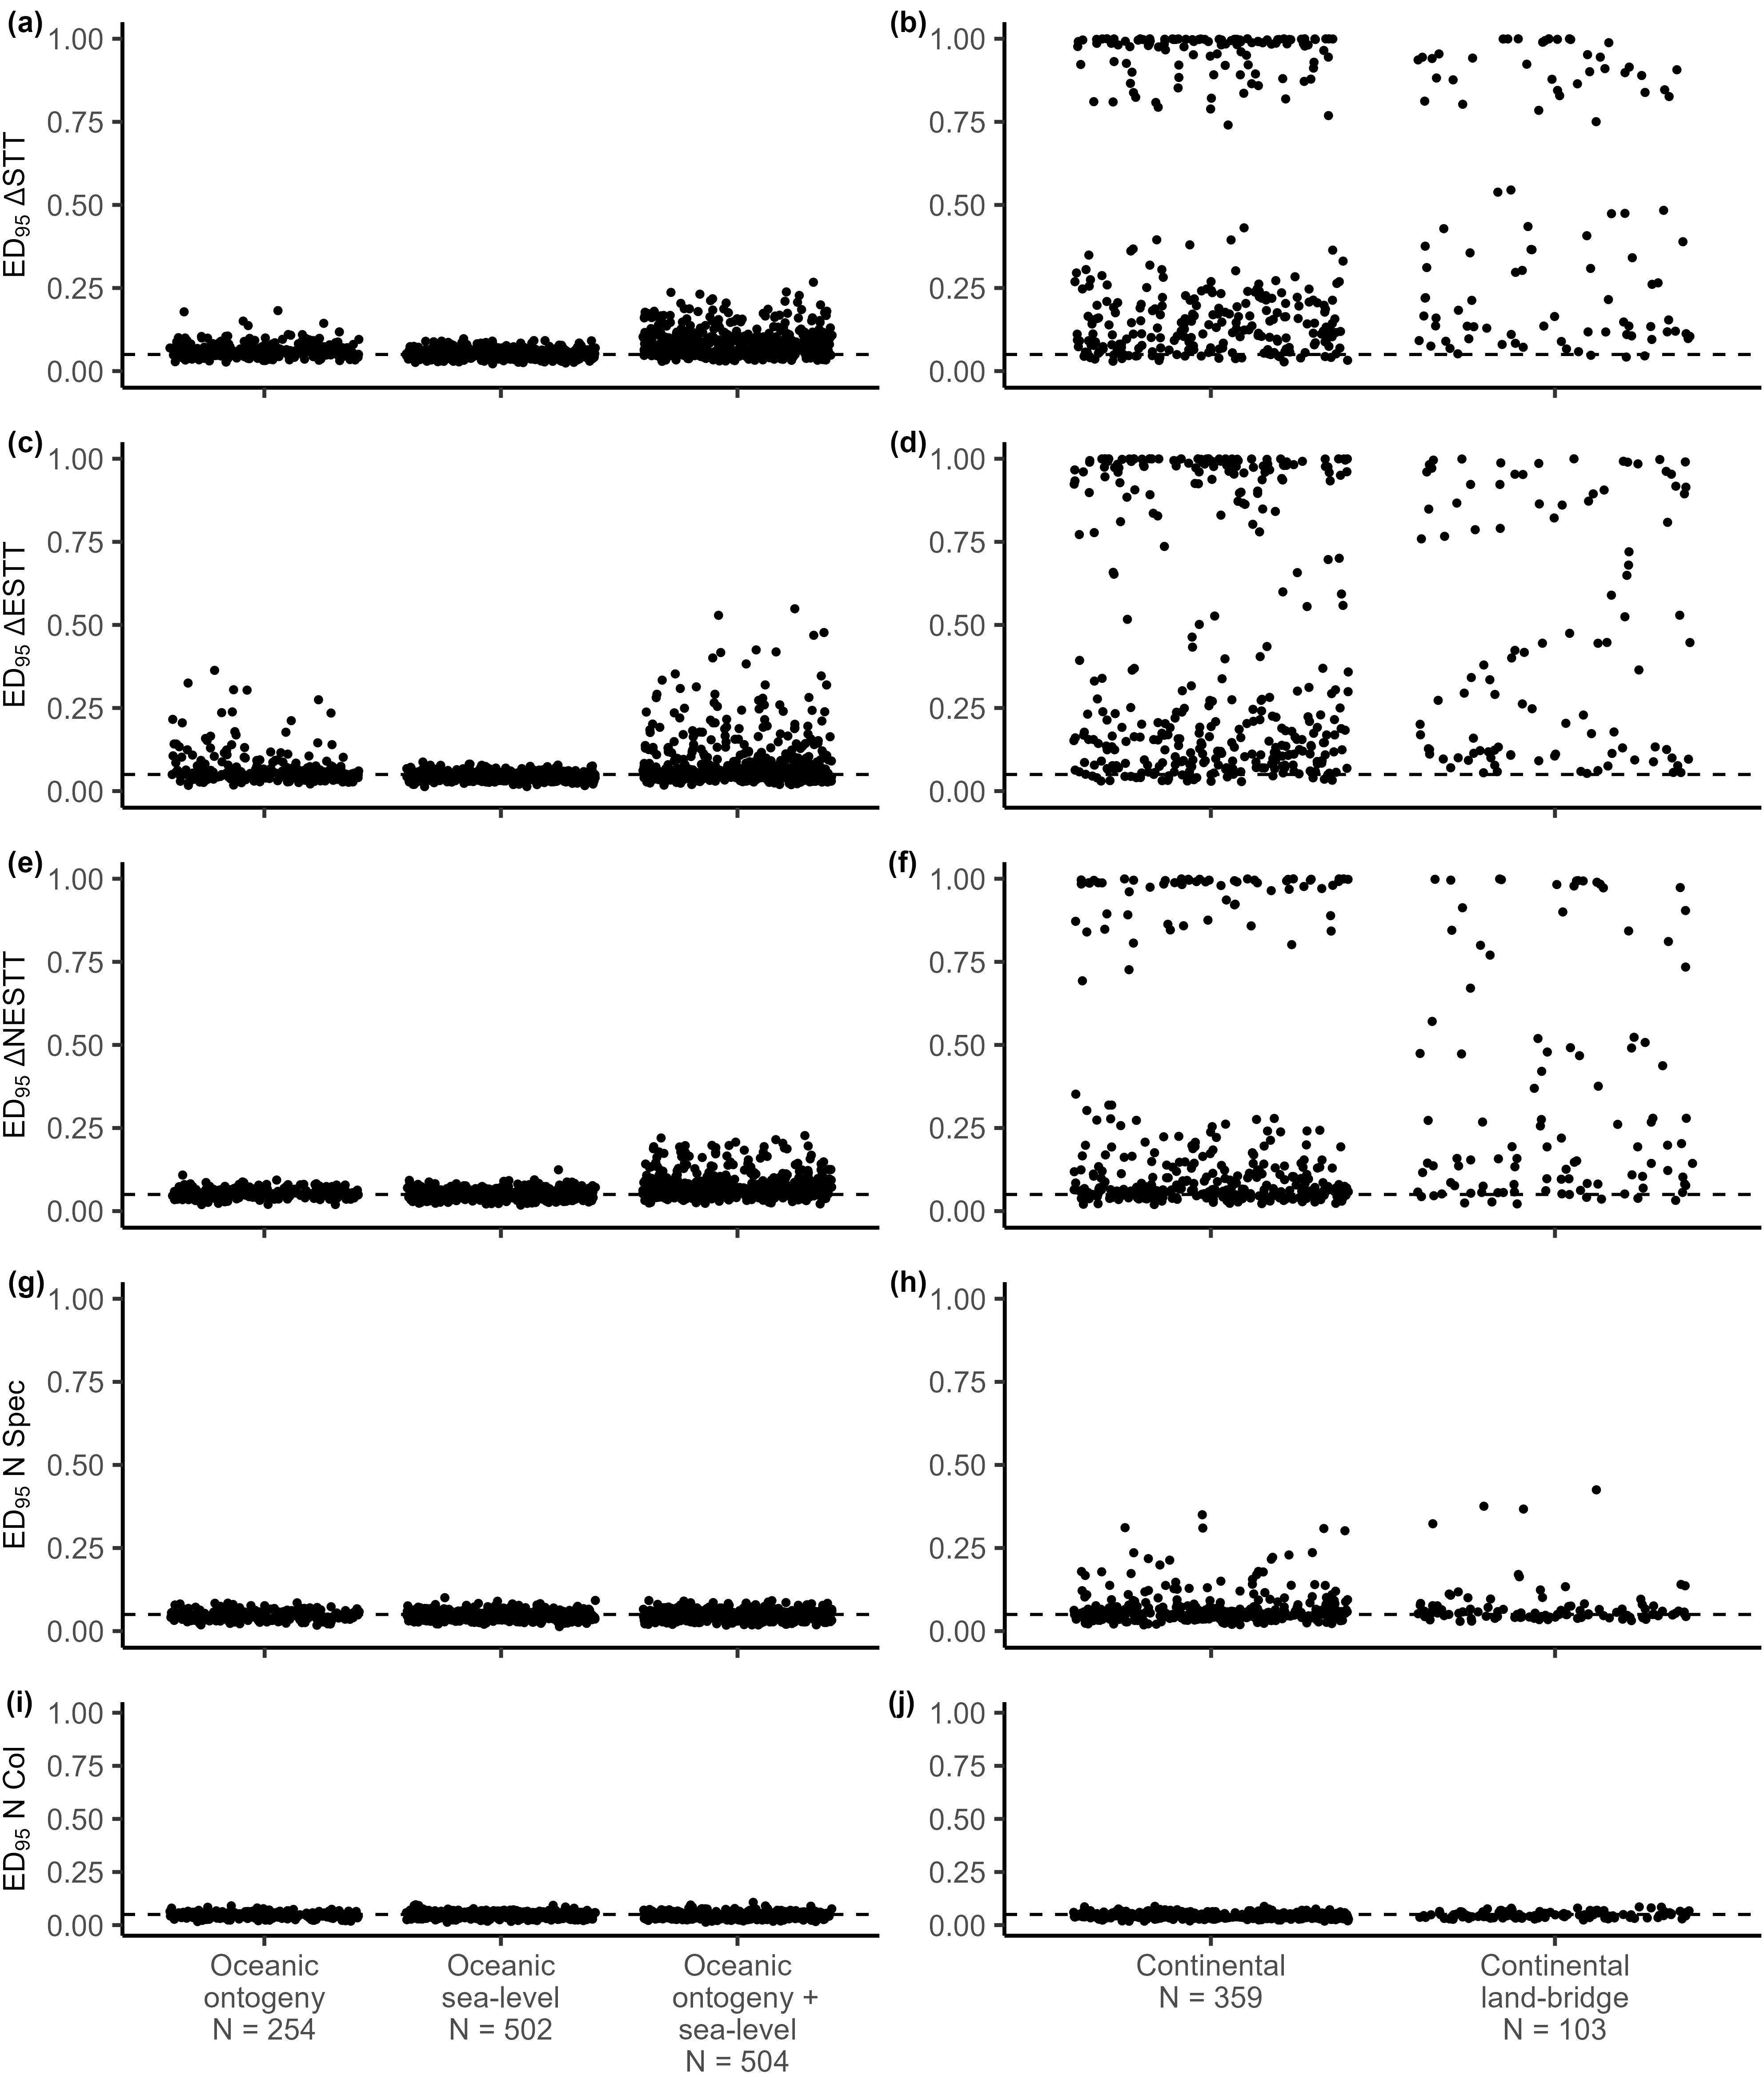 (a)
1.00
0.75
0.50
0.25
0.00
ED95 ΔSTT
(b)
1.00
0.75
0.50
0.25
0.00
(c)
1.00
0.75
0.50
0.25
0.00
ED95 ΔESTT
(d)
1.00
0.75
0.50
0.25
0.00
(e)
1.00
0.75
0.50
0.25
0.00
ED95 ΔNESTT
(f)
1.00
0.75
0.50
0.25
0.00
(g)
1.00
0.75
0.50
0.25
0.00
ED95 N Spec
(h)
1.00
0.75
0.50
0.25
0.00
(i)
1.00
0.75
0.50
0.25
0.00
ED95 N Col
(j)
1.00
0.75
0.50
0.25
0.00
Oceanic
ontogeny
N = 254
Oceanic
sea-level
N = 502
Oceanic
ontogeny +
sea-level
N = 504
Continental
N = 359
Continental
land-bridge
N = 103